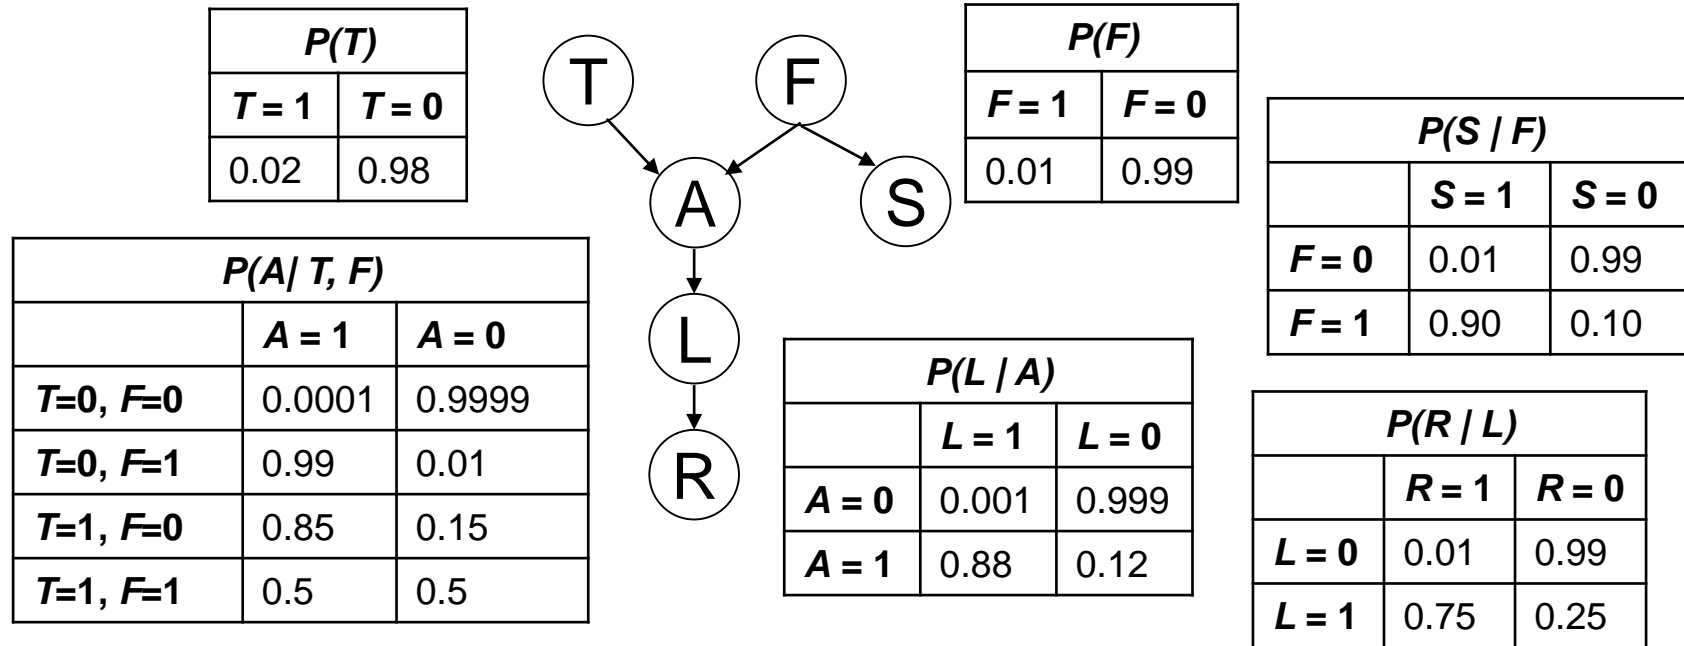 P(T)
T = 1 T = 0
0.02 0.98
T
F
A
S
L
R
P(F)
F = 1 F = 0
0.01 0.99
P(S | F)
S = 1 S = 0
F = 0 0.01 0.99
F = 1 0.90 0.10
P(A| T, F)
A = 1 A = 0
T=0, F=0 0.0001 0.9999
T=0, F=1 0.99 0.01
T=1, F=0 0.85 0.15
T=1, F=1 0.5 0.5
P(L | A)
L = 1 L = 0
A = 0 0.001 0.999
A = 1 0.88 0.12
P(R | L)
R = 1 R = 0
L = 0 0.01 0.99
L = 1 0.75 0.25